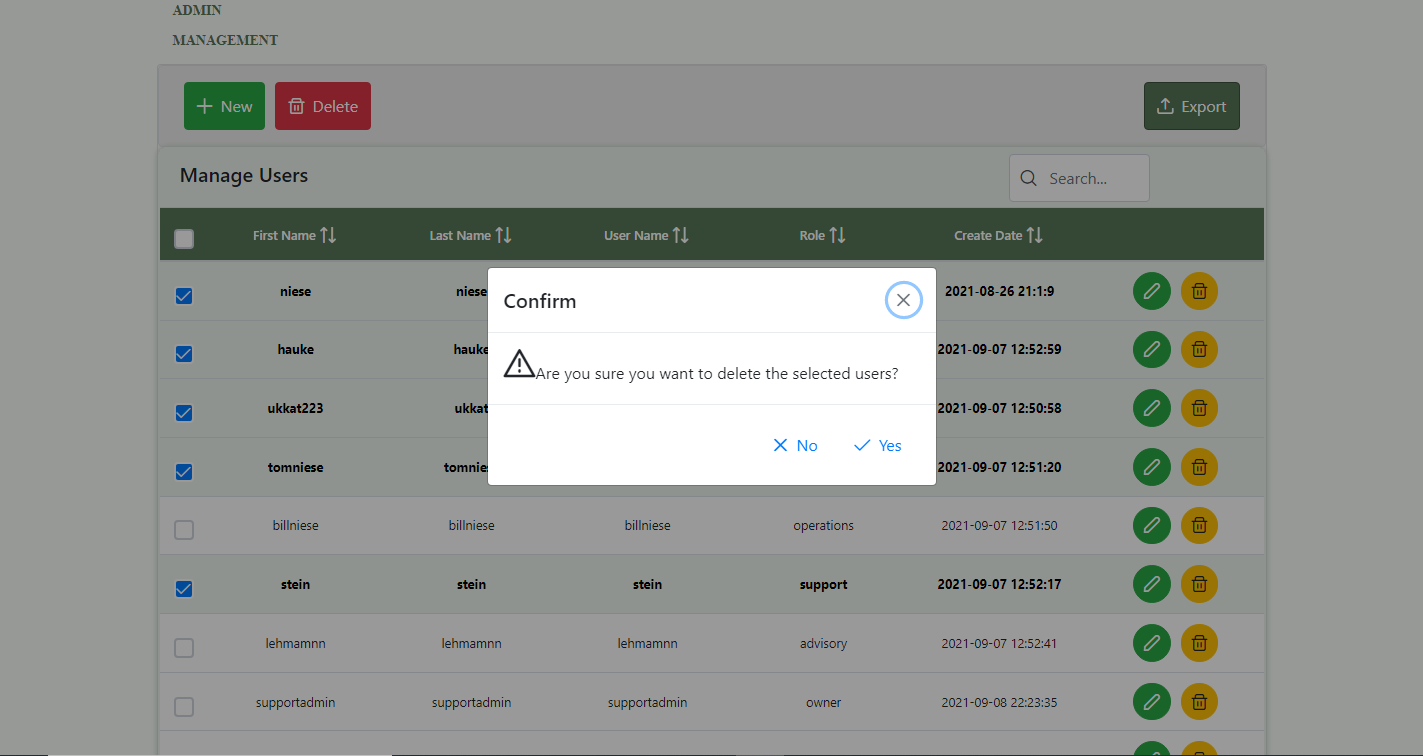 ADMIN
MANAGEMENT
New Delete Export
Manage Users Search...
First Name Last Name User Name Role Create Date
niese niese 2021-08-26 21:1:9
Confirm
hauke hauke 2021-09-07 12:52:59
Are you sure you want to delete the selected users?
ukkat223 ukkat 2021-09-07 12:50:58
No Yes
tomniese tomnies 2021-09-07 12:51:20
billniese billniese billniese operations 2021-09-07 12:51:50
stein stein stein support 2021-09-07 12:52:17
lehmamnn lehmamnn lehmamnn advisory 2021-09-07 12:52:41
supportadmin supportadmin supportadmin owner 2021-09-08 22:23:35